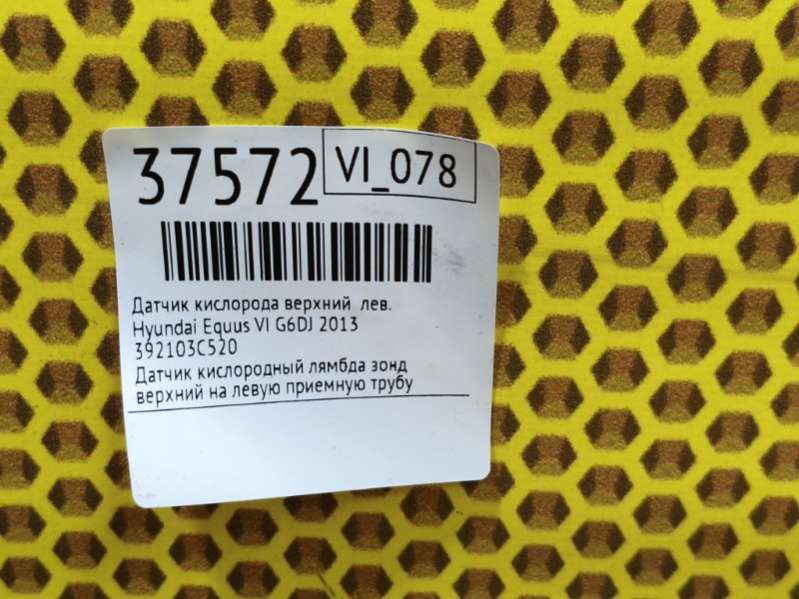 37572 VI_078
Датчик кислорода верхний лев.
Hyundai Equus VI G6DJ 2013
392103C520
Датчик кислородный лямбда зонд
верхний на левую приемную трубу